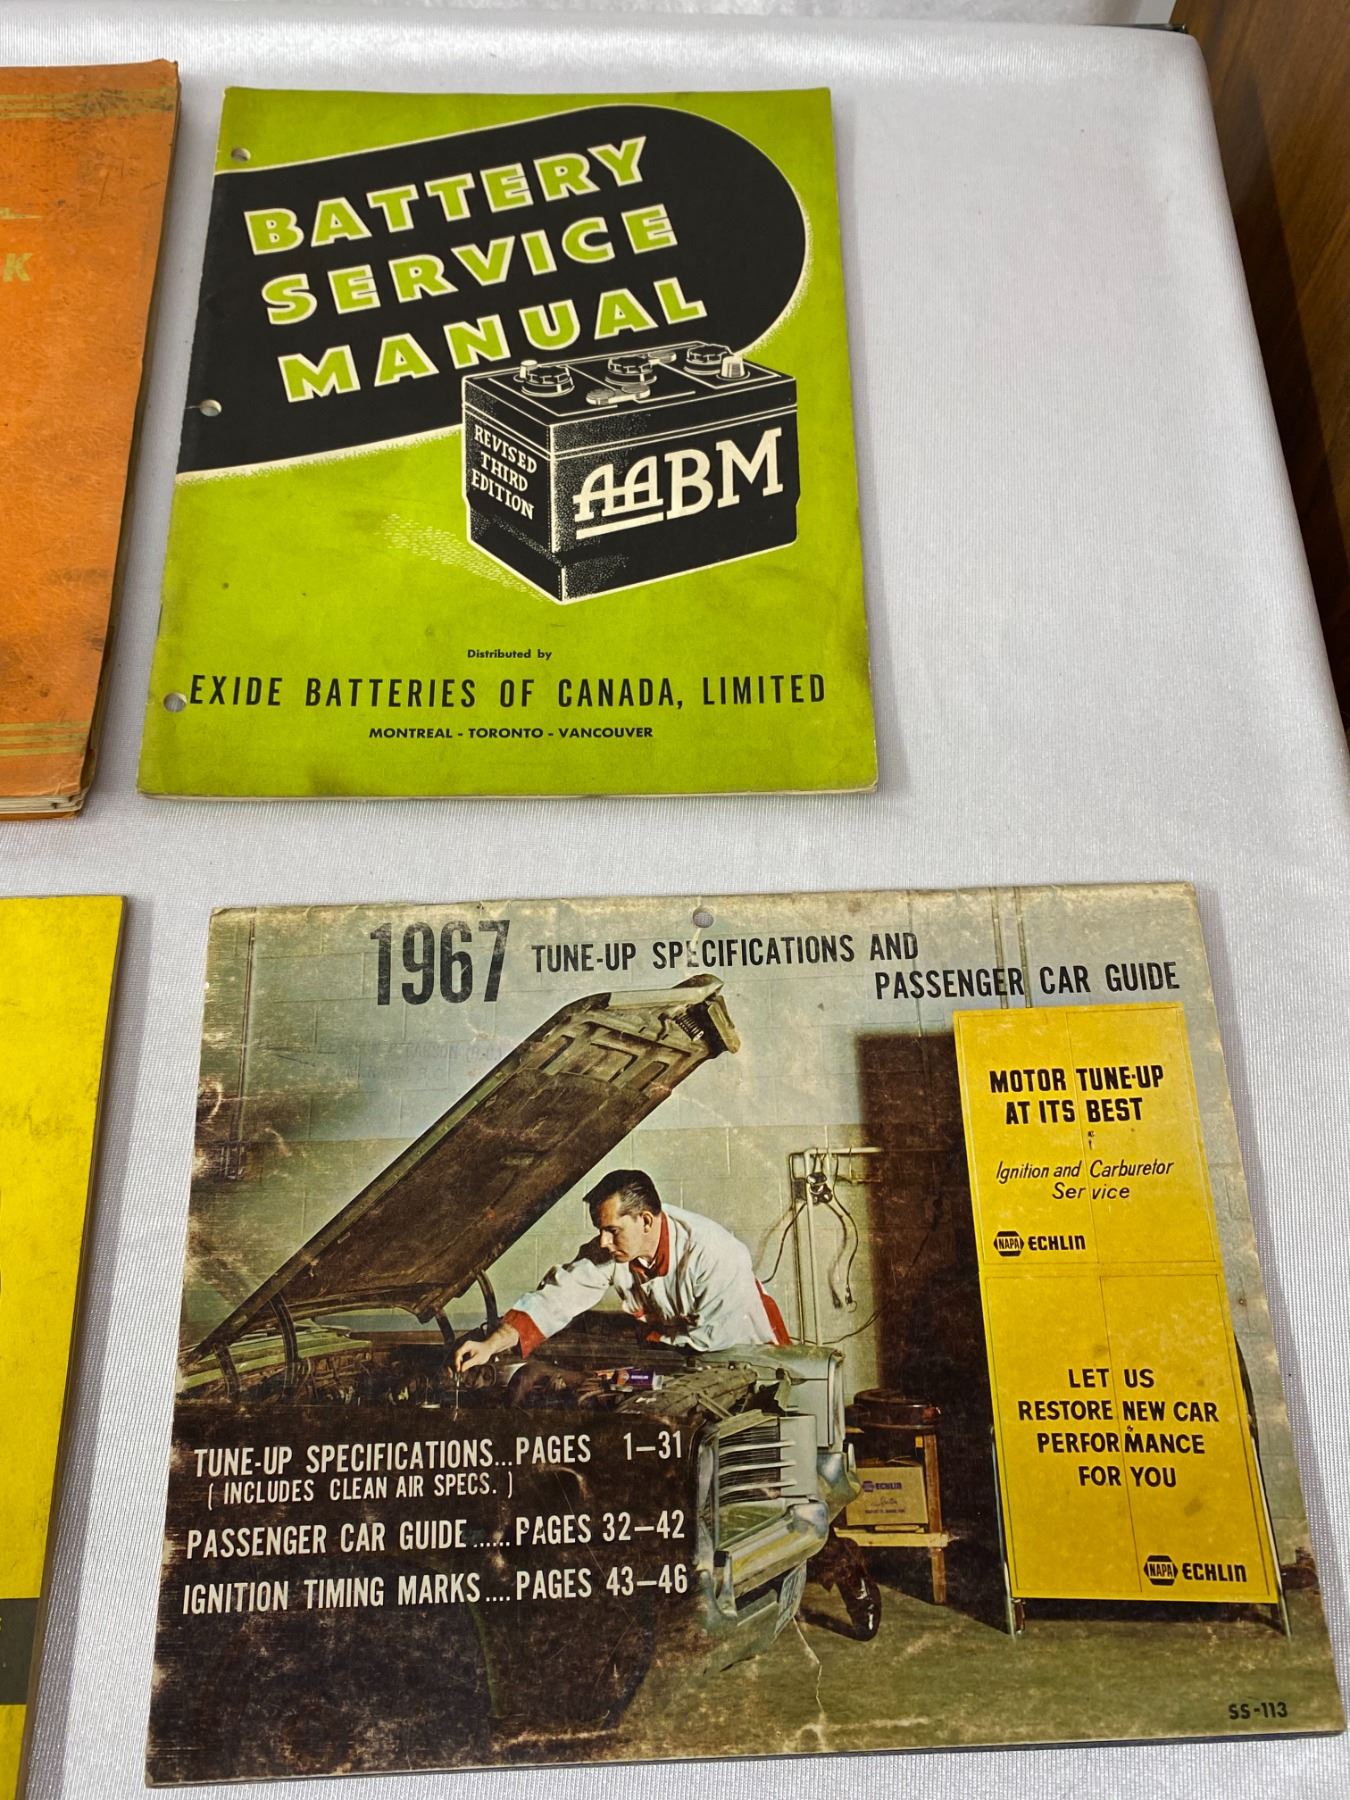 K
BATTERY
SERVICE
MANUAL
REVISED
THIRD
EDITION
AABM
Distributed by
EXIDE BATTERIES OF CANADA, LIMITED
MONTREAL - TORONTO - VANCOUVER
1967 TUNE-UP SPECIFICATIONS AND
PASSENGER CAR GUIDE
MOTOR TUNE-UP
AT ITS BEST
Ignition and Carburetor
Service
NAPA ECHLIN
LET US
RESTORE NEW CAR
PERFORMANCE
FOR YOU
NAPA ECHLIN
ECHLIN
TUNE-UP SPECIFICATIONS...PAGES 1-31
( INCLUDES CLEAN AIR SPECS. )
PASSENGER CAR GUIDE......PAGES 32-42
IGNITION TIMING MARKS....PAGES 43-46
SS-113